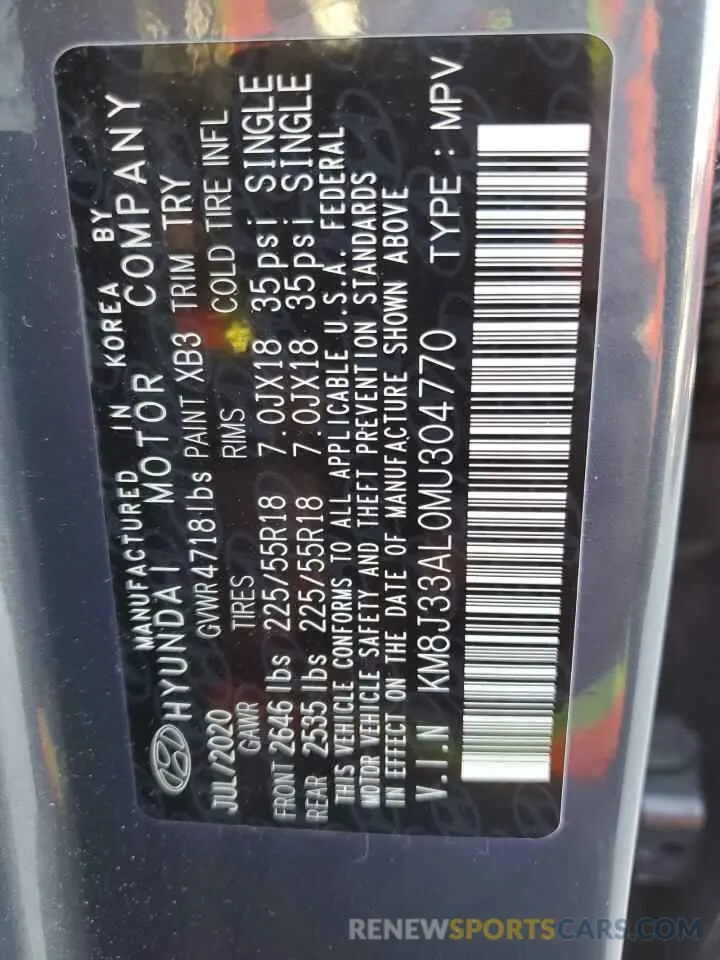 MANUFACTURED IN KOREA BY
HYUNDAI MOTOR COMPANY
JUL/2020 GVWR 4718 lbs PAINT XB3 TRIM TRY
GAWR TIRES RIMS COLD TIRE INFL
FRONT 2646 lbs 225/55R18 7.0JX18 35psi SINGLE
REAR 2535 lbs 225/55R18 7.0JX18 35psi SINGLE
THIS VEHICLE CONFORMS TO ALL APPLICABLE U.S.A. FEDERAL
MOTOR VEHICLE SAFETY AND THEFT PREVENTION STANDARDS
IN EFFECT ON THE DATE OF MANUFACTURE SHOWN ABOVE
V.I.N KM8J33AL0MU304770 TYPE : MPV
RENEWSPORTSCARS.COM